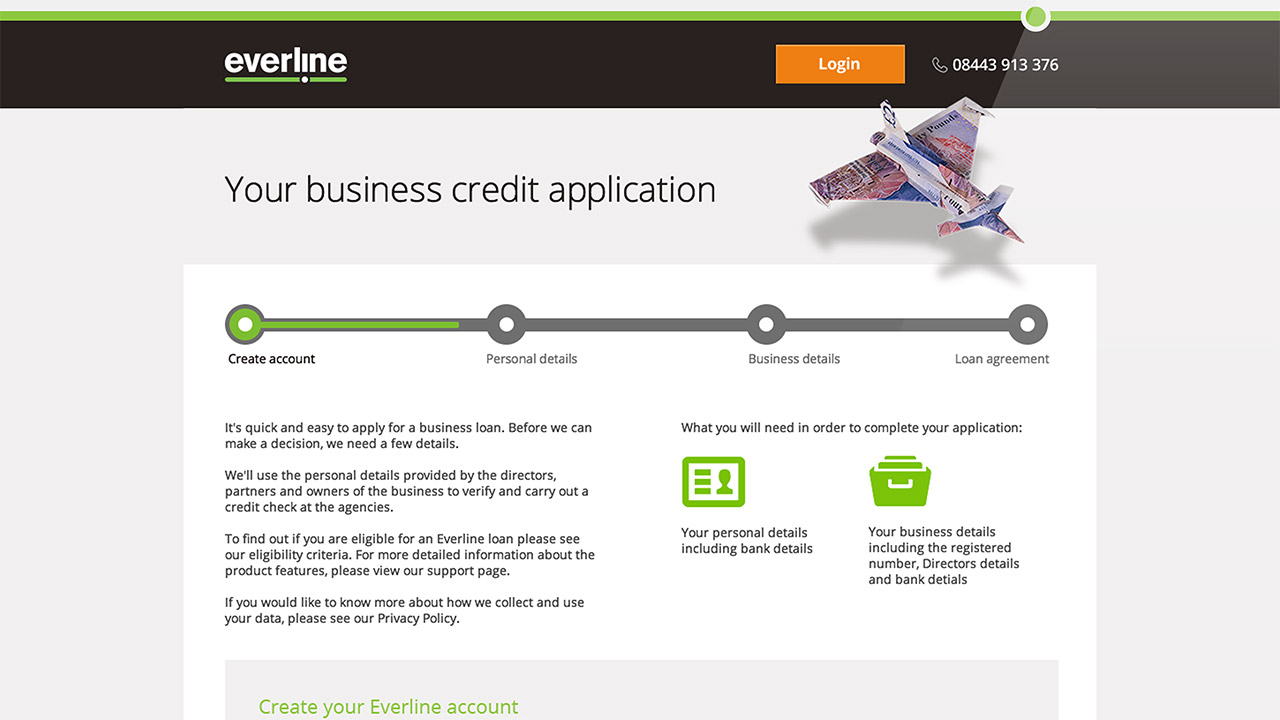 everline
Login
08443 913 376
Your business credit application
Create account
Personal details
Business details
Loan agreement
It's quick and easy to apply for a business loan. Before we can
make a decision, we need a few details.
We'll use the personal details provided by the directors,
partners and owners of the business to verify and carry out a
credit check at the agencies.
To find out if you are eligible for an Everline loan please see
our eligibility criteria. For more detailed information about the
product features, please view our support page.
If you would like to know more about how we collect and use
your data, please see our Privacy Policy.
What you will need in order to complete your application:
Your personal details
including bank details
Your business details
including the registered
number, Directors details
and bank detials
Create your Everline account